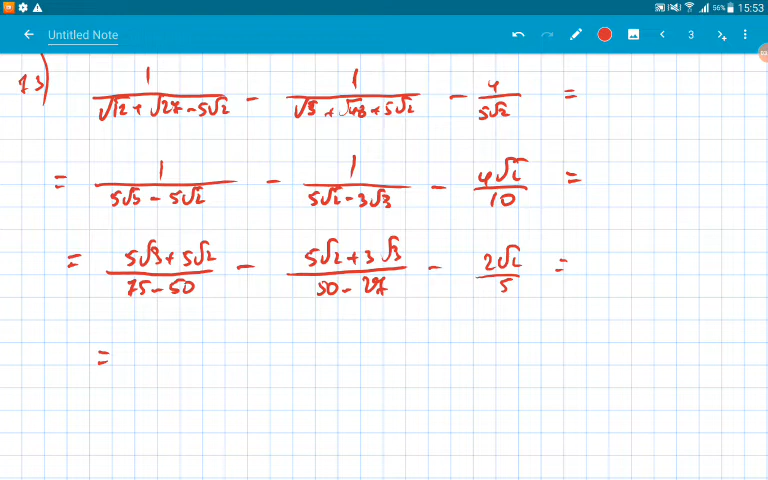 56% 15:53
Untitled Note
3
73)
1/(√12 + √27 - 5√2) - 1/(√3 + √48 + 5√2) - 4/(5√2) =
= 1/(5√3 - 5√2) - 1/(5√2 - 3√3) - 4√2/10 =
= (5√3 + 5√2)/(75 - 50) - (5√2 + 3√3)/(50 - 27) - 2√2/5 =
=